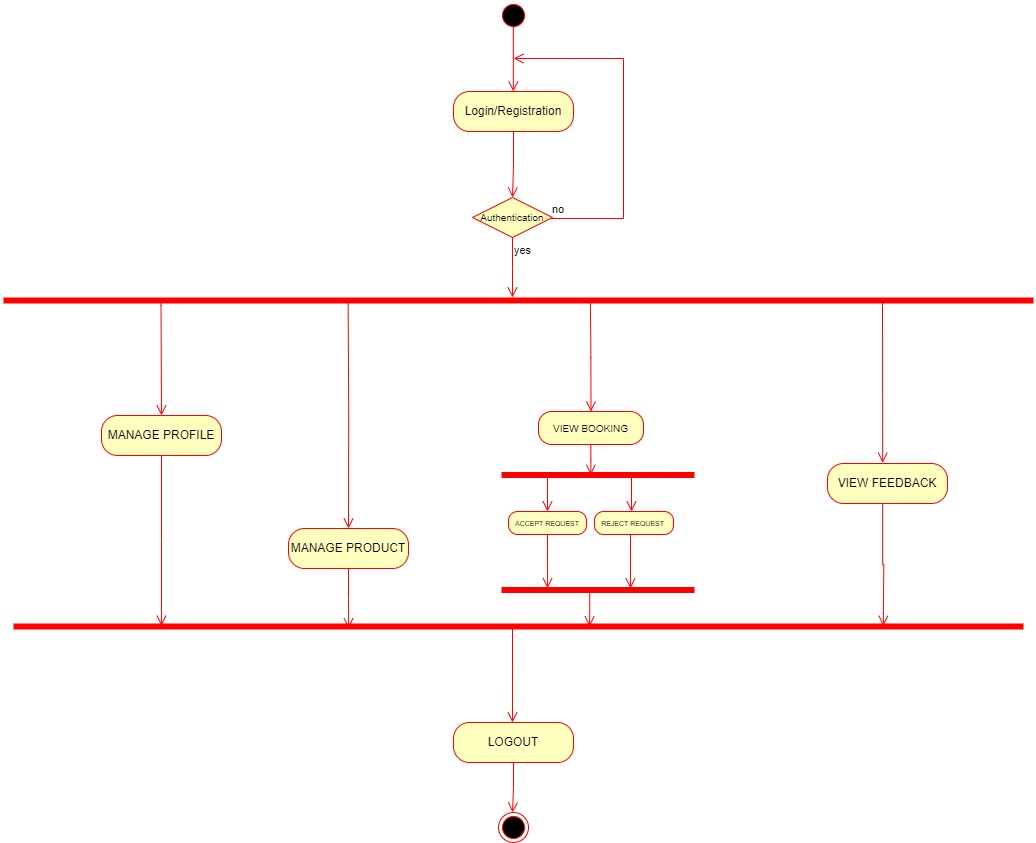 Login/Registration
Authentication
no
yes
MANAGE PROFILE
VIEW BOOKING
VIEW FEEDBACK
ACCEPT REQUEST
REJECT REQUEST
MANAGE PRODUCT
LOGOUT